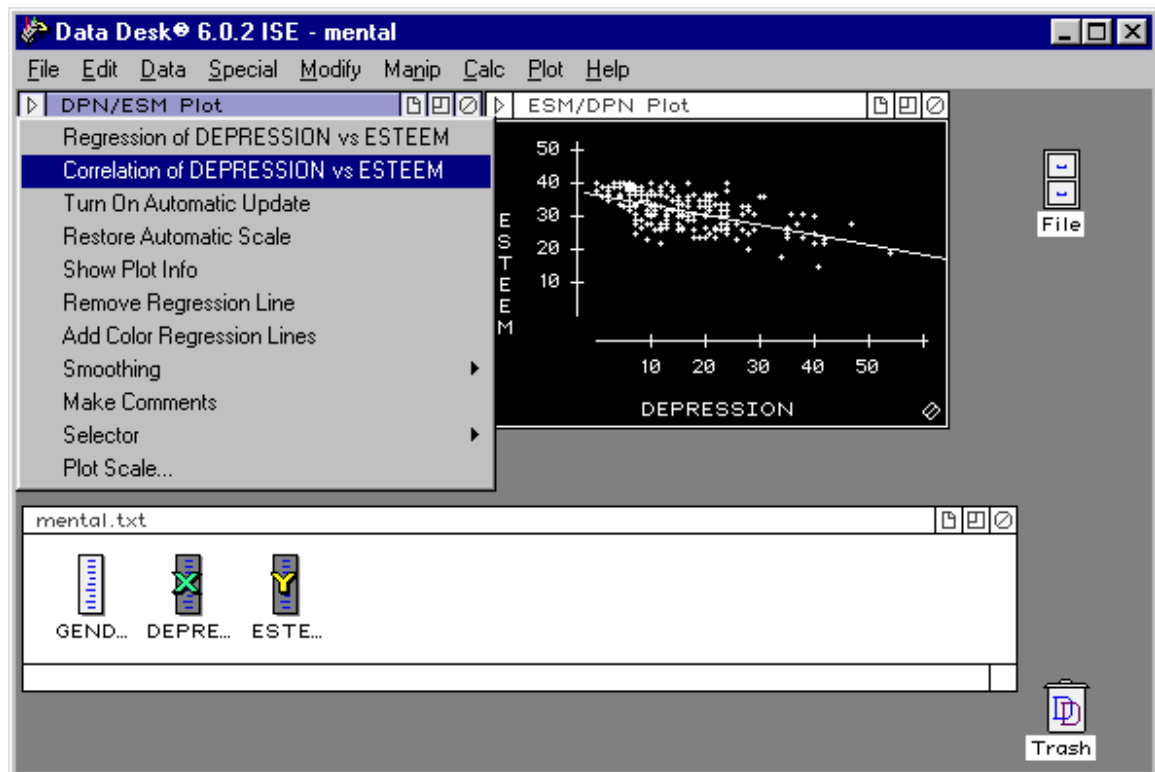 Data Desk® 6.0.2 ISE - mental
File Edit Data Special Modify Manip Calc Plot Help
DPN/ESM Plot
ESM/DPN Plot
Regression of DEPRESSION vs ESTEEM
Correlation of DEPRESSION vs ESTEEM
Turn On Automatic Update
Restore Automatic Scale
Show Plot Info
Remove Regression Line
Add Color Regression Lines
Smoothing
Make Comments
Selector
Plot Scale...
50
40
30
20
10
ESTEEM
10 20 30 40 50
DEPRESSION
File
mental.txt
X
Y
GEND... DEPRE... ESTE...
DD
Trash